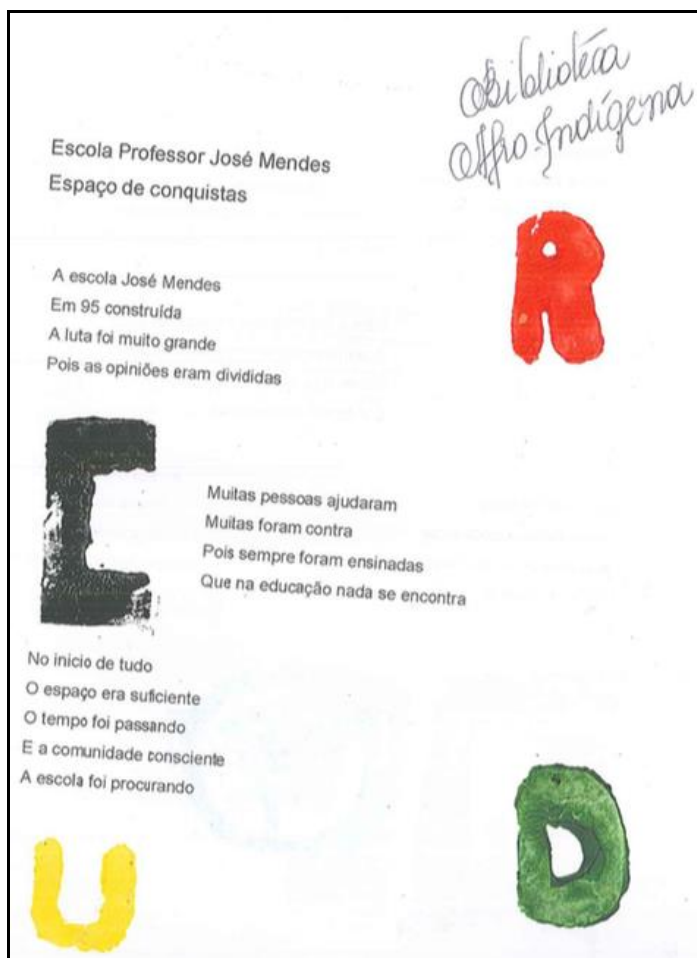 Biblioteca
Afro-Indígena
Escola Professor José Mendes
Espaço de conquistas
R
A escola José Mendes
Em 95 construída
A luta foi muito grande
Pois as opiniões eram divididas
E
Muitas pessoas ajudaram
Muitas foram contra
Pois sempre foram ensinadas
Que na educação nada se encontra
No inicio de tudo
O espaço era suficiente
O tempo foi passando
E a comunidade consciente
A escola foi procurando
U
D